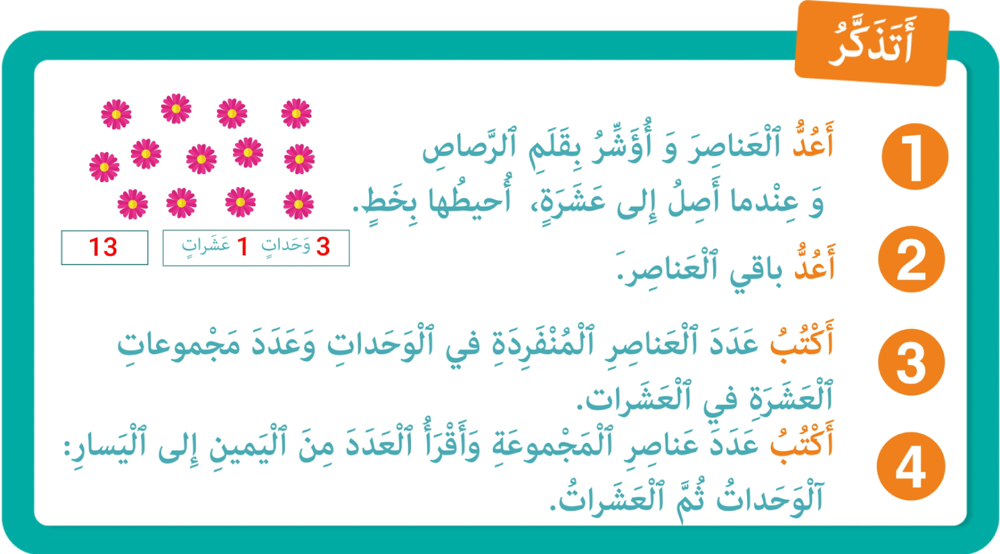 أَتَذَكَّرُ
1
أَعُدُّ ٱلْعَناصِرَ وَ أُؤَشِّرُ بِقَلَمِ ٱلرَّصاصِ
وَ عِنْدما أَصِلُ إِلى عَشَرَةٍ، أُحيطُها بِخَطٍ.
3 وَحَداتٍ 1 عَشَراتٍ
13
2
أَعُدُّ باقي ٱلْعَناصِرَ.
3
أَكْتُبُ عَدَدَ ٱلْعَناصِرِ ٱلْمُنْفَرِدَةِ في ٱلْوَحَداتِ وَعَدَدَ مَجْموعاتِ
ٱلْعَشَرَةِ في ٱلْعَشَرات.
4
أَكْتُبُ عَدَدَ عَناصِرِ ٱلْمَجْموعَةِ وَأَقْرَأُ ٱلْعَدَدَ مِنَ ٱلْيَمينِ إِلى ٱلْيَسارِ:
ٱلْوَحَداتُ ثُمَّ ٱلْعَشَراتُ.